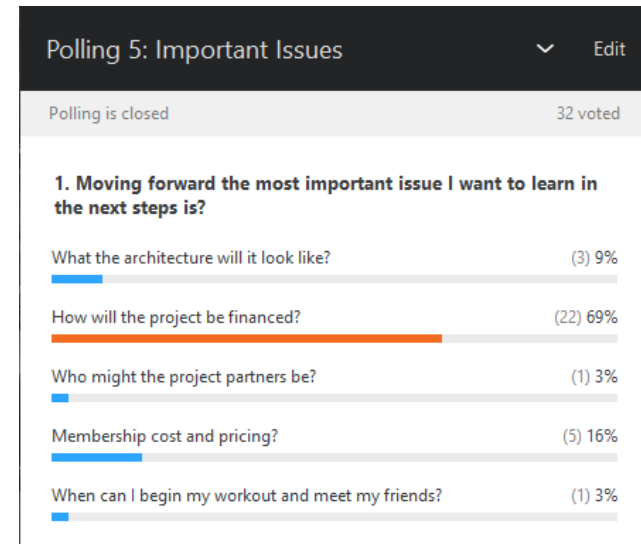 Polling 5: Important Issues
Edit
Polling is closed
32 voted
1. Moving forward the most important issue I want to learn in
the next steps is?
What the architecture will it look like?
(3) 9%
How will the project be financed?
(22) 69%
Who might the project partners be?
(1) 3%
Membership cost and pricing?
(5) 16%
When can I begin my workout and meet my friends?
(1) 3%